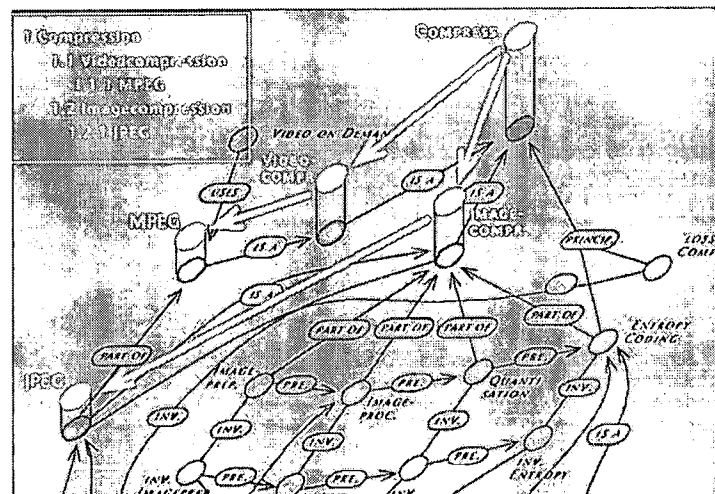 1 Compression
1.1 Videocompression
1.1.1 MPEG
1.2 Imagecompression
1.2.1 JPEG
COMPRESS
VIDEO ON DEMAN
VIDEO
COMP.
USES
IS A
IS A
MPEG
IMAGE-
COMPR.
IS A
PRINCIP.
LOSS
COMP
IS A
PART OF
PART OF
PART OF
PART OF
PART OF
ENTROPY
CODING
JPEG
IMAGE-
PREP.
PRE.
PRE.
PRE.
QUANTI
SATION
IMAGE-
PROC.
INV.
INV.
INV.
INV.
INV.
IS A
PRE.
PRE.
PRE.
INV.
ENTROPY
INV.
INV.